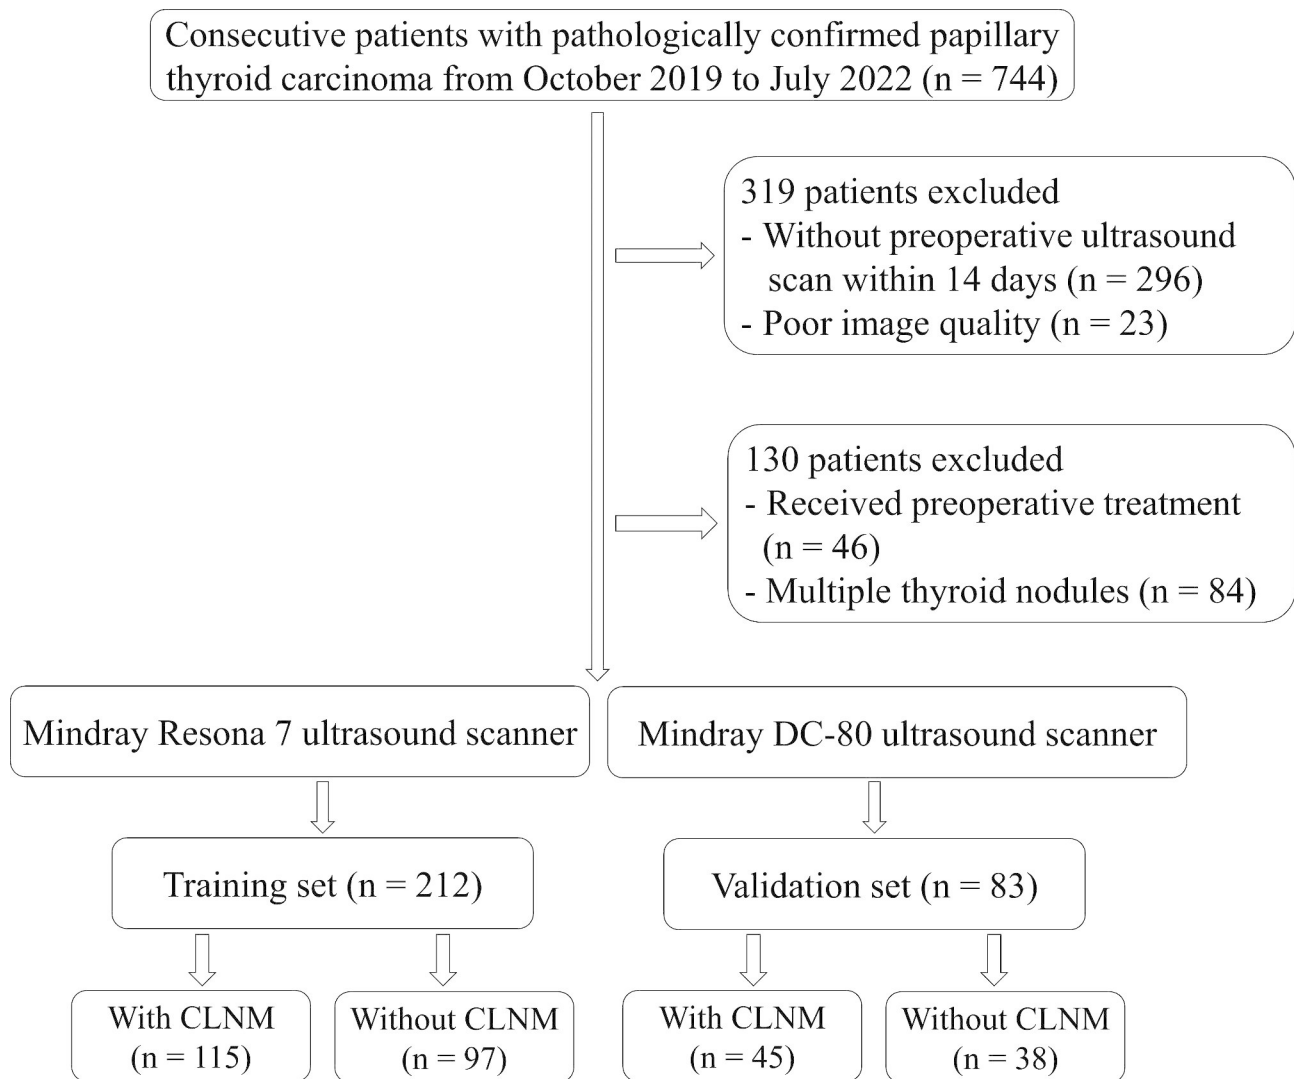 Consecutive patients with pathologically confirmed papillary
thyroid carcinoma from October 2019 to July 2022 (n = 744)
319 patients excluded
- Without preoperative ultrasound
scan within 14 days (n = 296)
- Poor image quality (n = 23)
130 patients excluded
- Received preoperative treatment
(n = 46)
- Multiple thyroid nodules (n = 84)
Mindray Resona 7 ultrasound scanner
Mindray DC-80 ultrasound scanner
Training set (n = 212)
Validation set (n = 83)
With CLNM
(n = 115)
Without CLNM
(n = 97)
With CLNM
(n = 45)
Without CLNM
(n = 38)